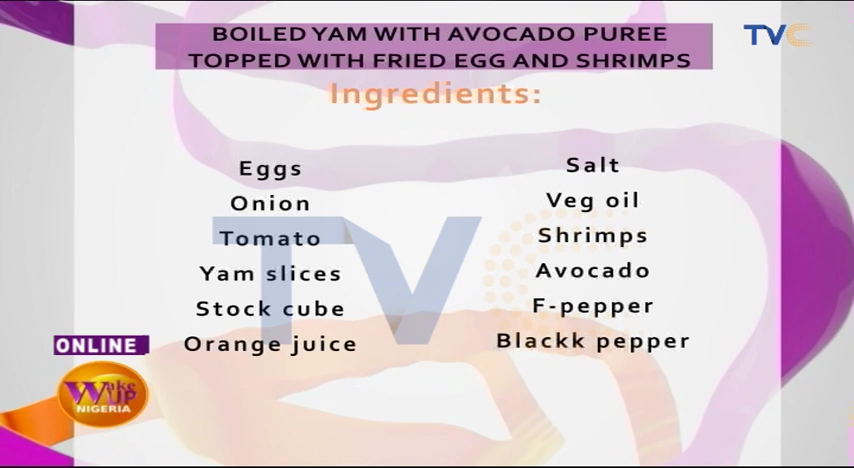 BOILED YAM WITH AVOCADO PUREE
TOPPED WITH FRIED EGG AND SHRIMPS
TVC
Ingredients:
Eggs
Onion
Tomato
Yam slices
Stock cube
Orange juice
Salt
Veg oil
Shrimps
Avocado
F-pepper
Blackk pepper
TVC
ONLINE
Wake
UP
NIGERIA